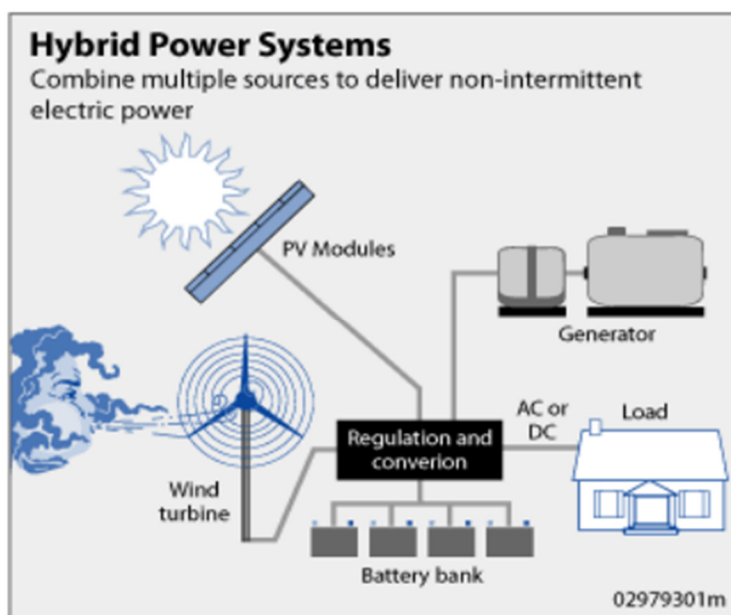 Hybrid Power Systems
Combine multiple sources to deliver non-intermittent
electric power
PV Modules
Generator
AC or
DC
Load
Regulation and
converion
Wind
turbine
Battery bank
02979301m